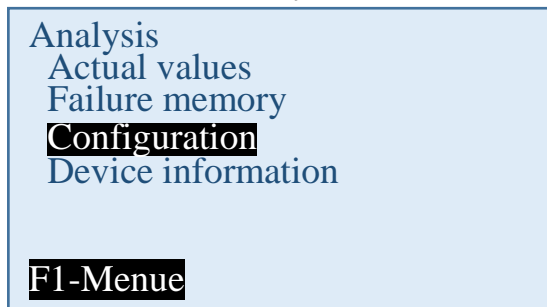 Analysis
Actual values
Failure memory
Configuration
Device information
F1-Menue